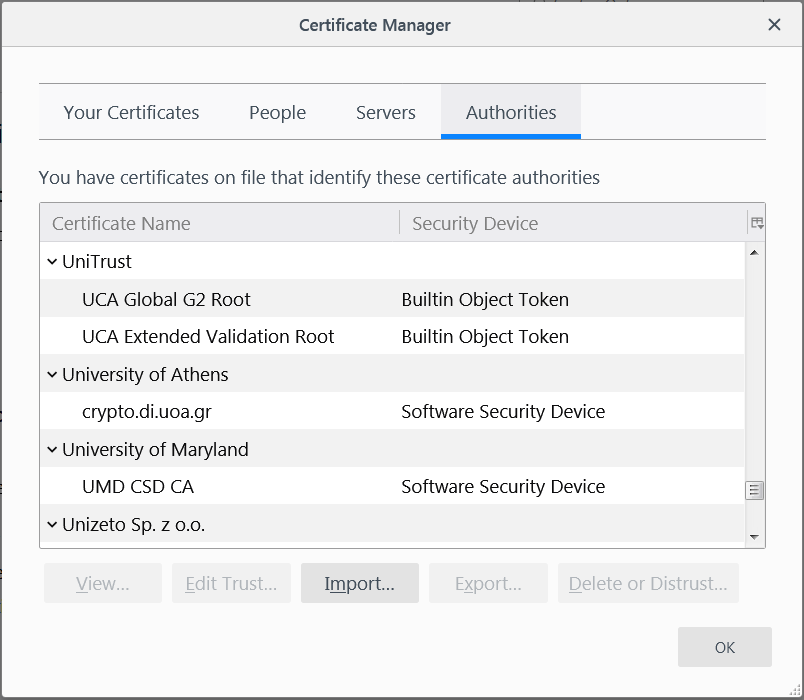 Certificate Manager
Your Certificates People Servers Authorities
You have certificates on file that identify these certificate authorities
Certificate Name Security Device
UniTrust
UCA Global G2 Root Builtin Object Token
UCA Extended Validation Root Builtin Object Token
University of Athens
crypto.di.uoa.gr Software Security Device
University of Maryland
UMD CSD CA Software Security Device
Unizeto Sp. z o.o.
View... Edit Trust... Import... Export... Delete or Distrust...
OK